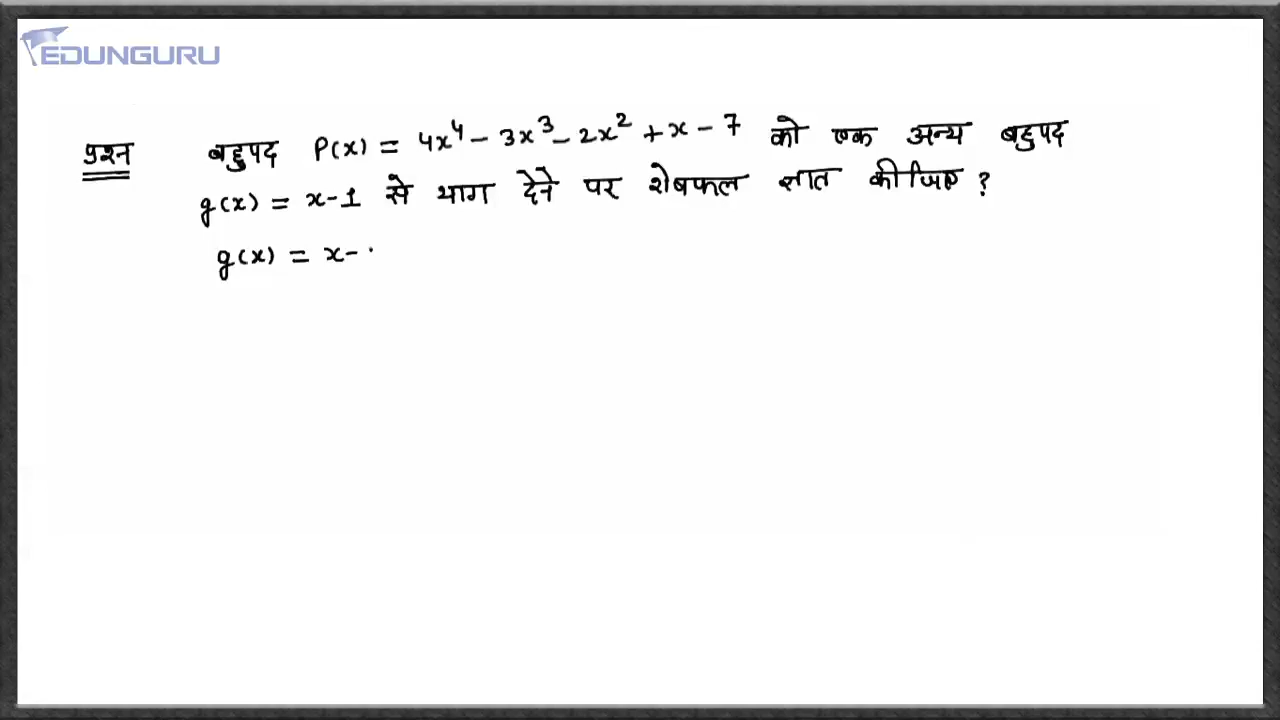 EDUNGURU
प्रश्न बहुपद P(x) = 4x⁴ - 3x³ - 2x² + x - 7 को एक अन्य बहुपद
g(x) = x-1 से भाग देने पर शेषफल ज्ञात कीजिए ?
g(x) = x-